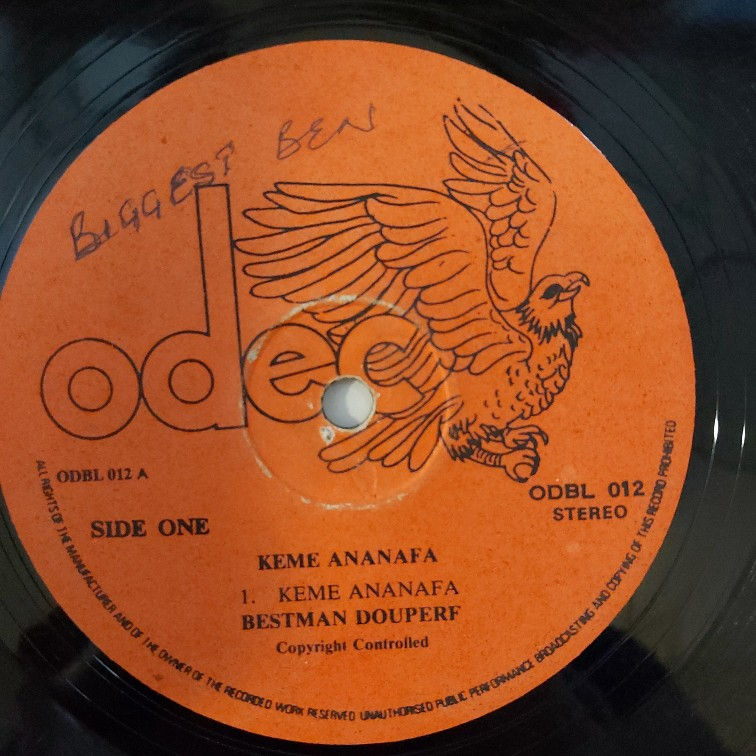 BIGGEST BEN
odec
ODBL 012 A
ODBL 012
STEREO
SIDE ONE
KEME ANANAFA
1. KEME ANANAFA
BESTMAN DOUPERF
Copyright Controlled
ALL RIGHTS OF THE MANUFACTURER AND OF THE OWNER OF THE RECORDED WORK RESERVED UNAUTHORISED PUBLIC PERFORMANCE BROADCASTING AND COPYING OF THIS RECORD PROHIBITED